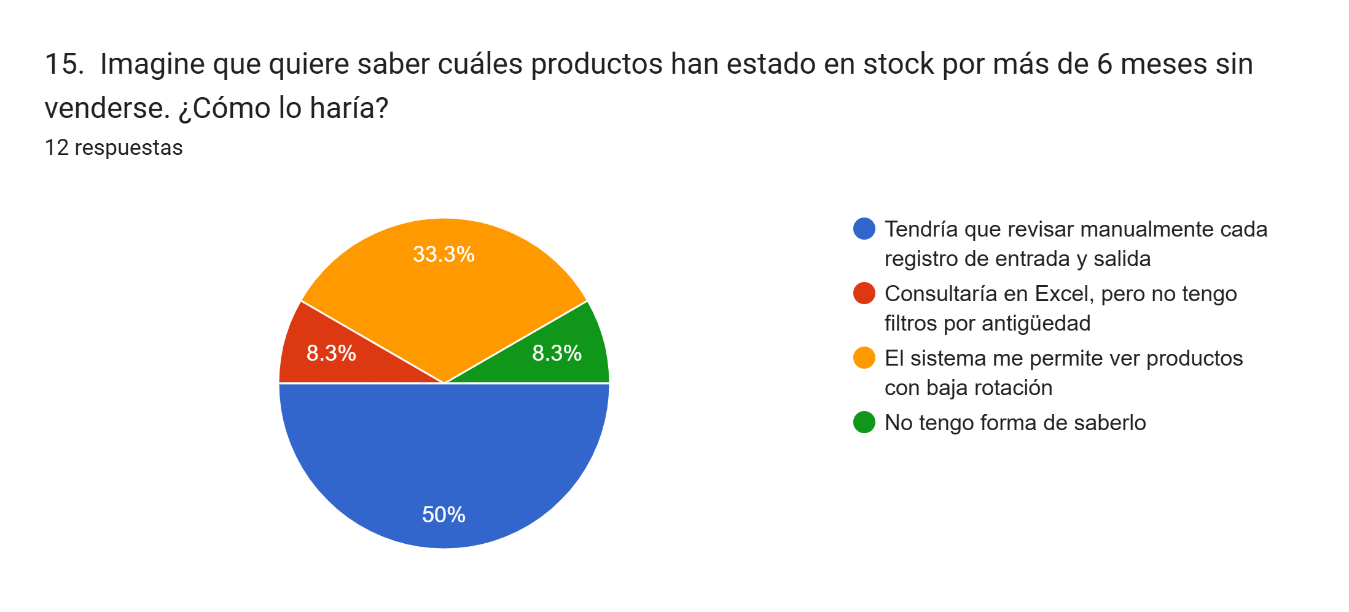 15. Imagine que quiere saber cuáles productos han estado en stock por más de 6 meses sin
venderse. ¿Cómo lo haría?
12 respuestas
33.3%
8.3%
8.3%
50%
Tendría que revisar manualmente cada
registro de entrada y salida
Consultaría en Excel, pero no tengo
filtros por antigüedad
El sistema me permite ver productos
con baja rotación
No tengo forma de saberlo